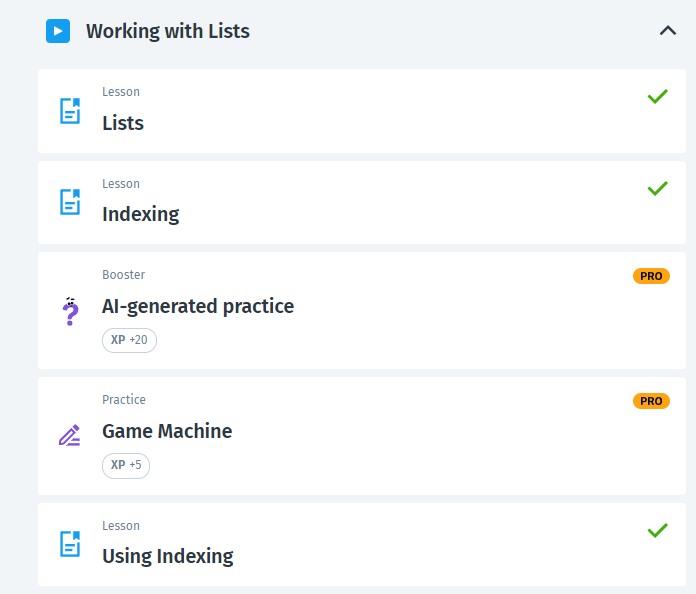 Working with Lists
Lesson
Lists
Lesson
Indexing
Booster
PRO
AI-generated practice
XP +20
Practice
PRO
Game Machine
XP +5
Lesson
Using Indexing